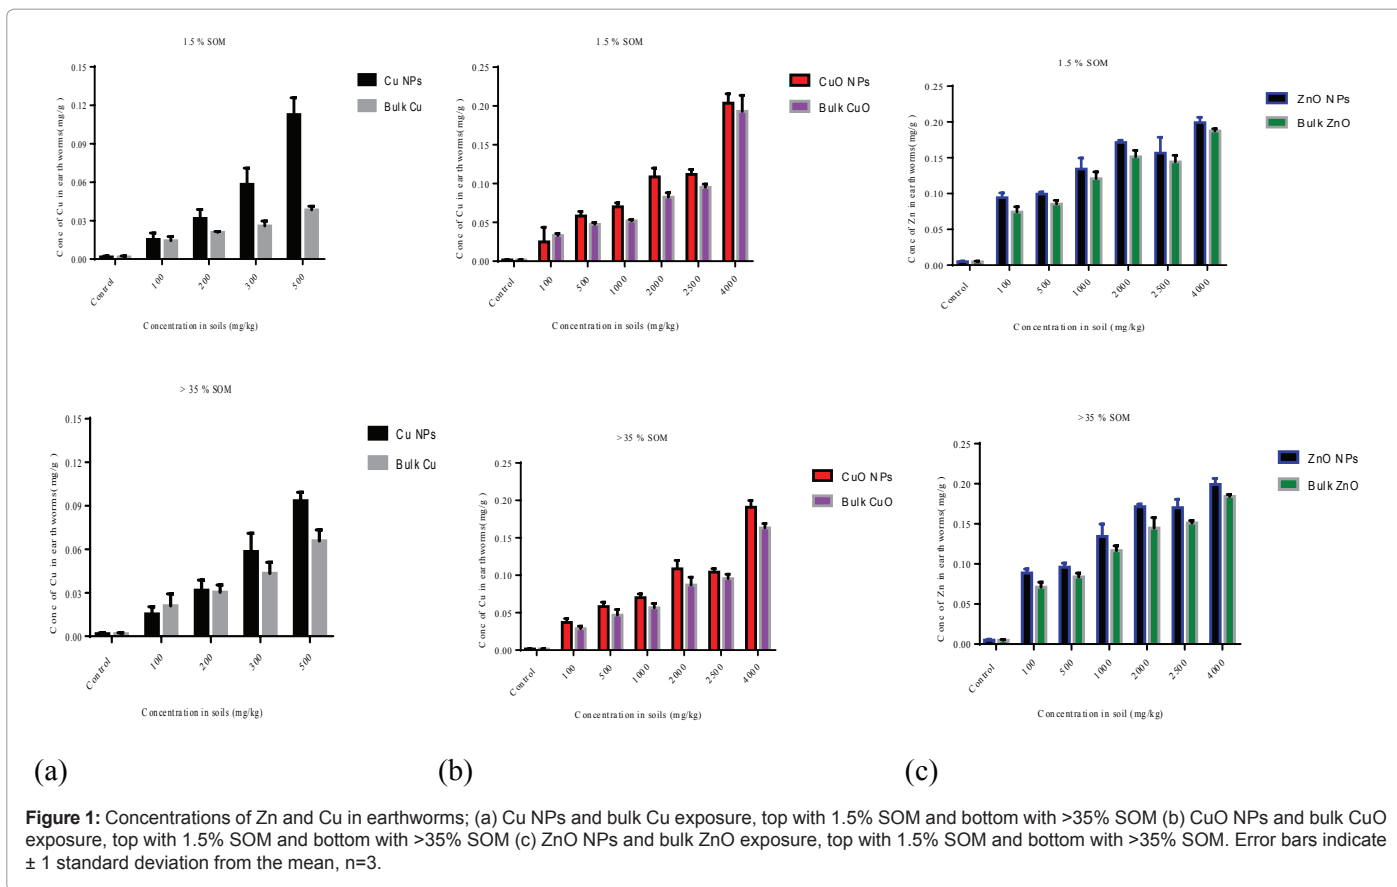 1.5 % SOM
Conc of Cu in earthworms(mg/g)
0.15
0.12
0.09
0.06
0.03
0.00
Control
100
200
300
500
Concentration in soils (mg/kg)
Cu NPs
Bulk Cu
1.5 % SOM
Conc of Cu in earthworms(mg/g)
0.25
0.20
0.15
0.10
0.05
0.00
Control
100
500
1000
2000
2500
4000
Concentration in soils (mg/kg)
CuO NPs
Bulk CuO
1.5 % SOM
Conc of Zn in earthworms(mg/g)
0.25
0.20
0.15
0.10
0.05
0.00
Control
100
500
1000
2000
2500
4000
Concentration in soil (mg/kg)
ZnO NPs
Bulk ZnO
> 35 % SOM
Conc of Cu in earthworms(mg/g)
0.15
0.12
0.09
0.06
0.03
0.00
Control
100
200
300
500
Concentration in soils (mg/kg)
Cu NPs
Bulk Cu
>35 % SOM
Conc of Cu in earthworms(mg/g)
0.25
0.20
0.15
0.10
0.05
0.00
Control
100
500
1000
2000
2500
4000
Concentration in soils (mg/kg)
CuO NPs
Bulk CuO
>35 % SOM
Conc of Zn in earthworms(mg/g)
0.25
0.20
0.15
0.10
0.05
0.00
Control
100
500
1000
2000
2500
4000
Concentration in soil (mg/kg)
ZnO NPs
Bulk ZnO
(a)
(b)
(c)
Figure 1: Concentrations of Zn and Cu in earthworms; (a) Cu NPs and bulk Cu exposure, top with 1.5% SOM and bottom with >35% SOM (b) CuO NPs and bulk CuO
exposure, top with 1.5% SOM and bottom with >35% SOM (c) ZnO NPs and bulk ZnO exposure, top with 1.5% SOM and bottom with >35% SOM. Error bars indicate
± 1 standard deviation from the mean, n=3.